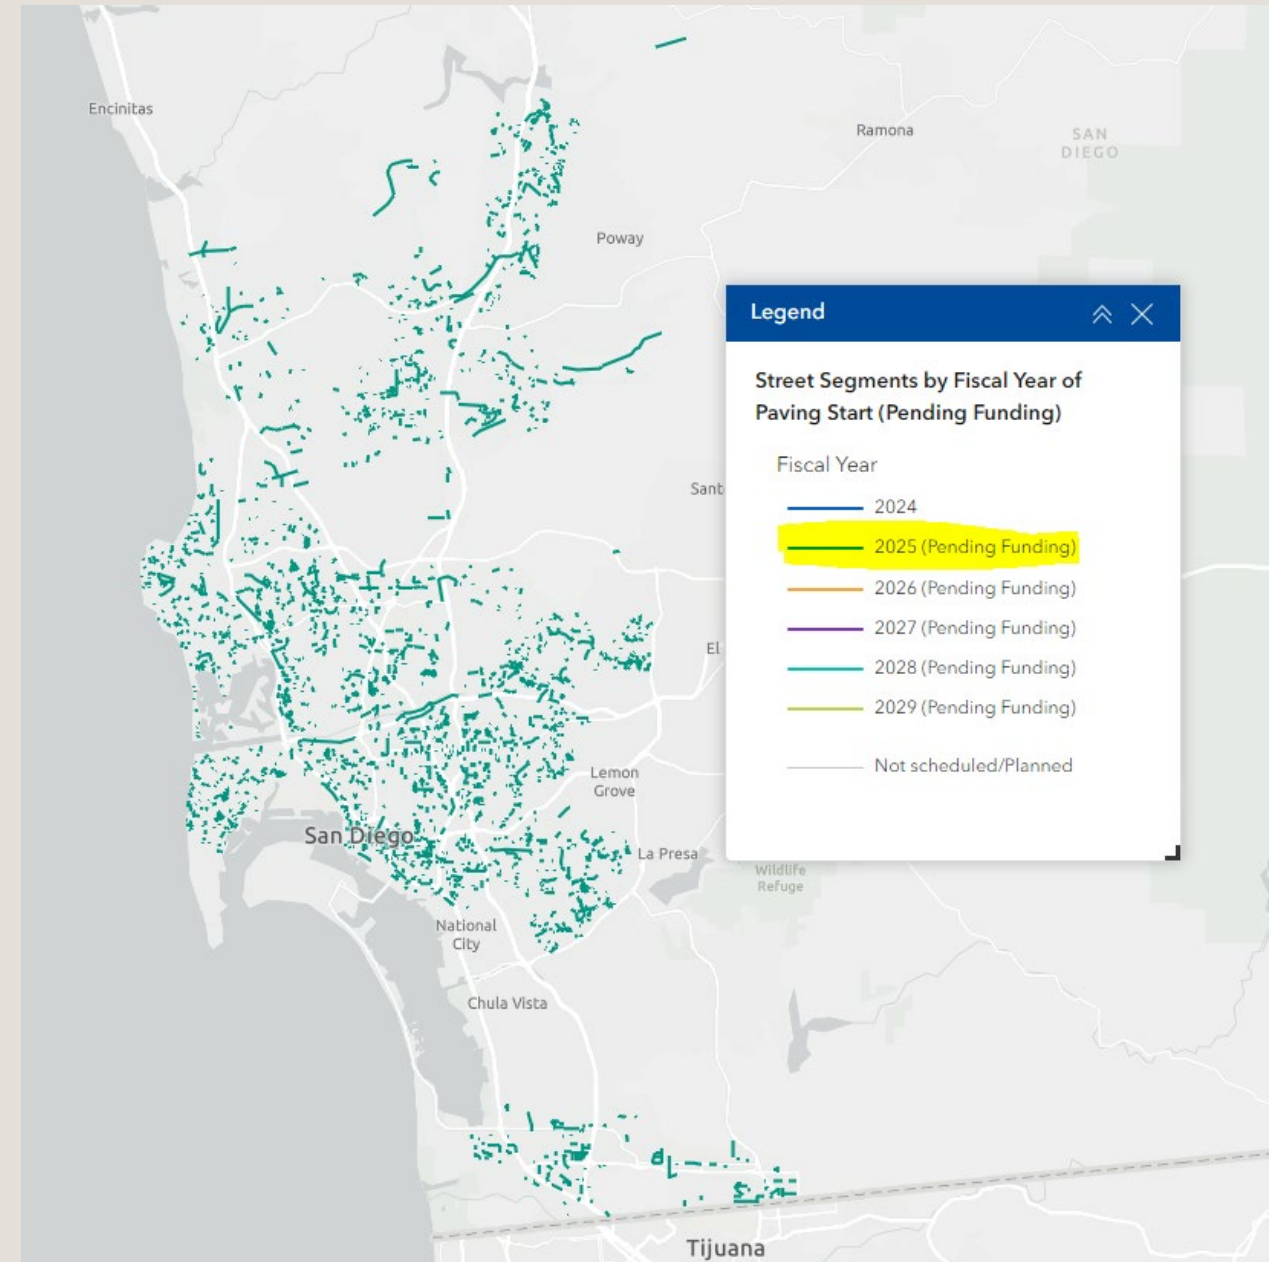 Encinitas
Ramona
SAN
DIEGO
Poway
Legend
Street Segments by Fiscal Year of
Paving Start (Pending Funding)
Fiscal Year
2024
2025 (Pending Funding)
2026 (Pending Funding)
2027 (Pending Funding)
2028 (Pending Funding)
2029 (Pending Funding)
Not scheduled/Planned
Sant
El
Lemon
Grove
San Diego
La Presa
Wildlife
Refuge
National
City
Chula Vista
Tijuana